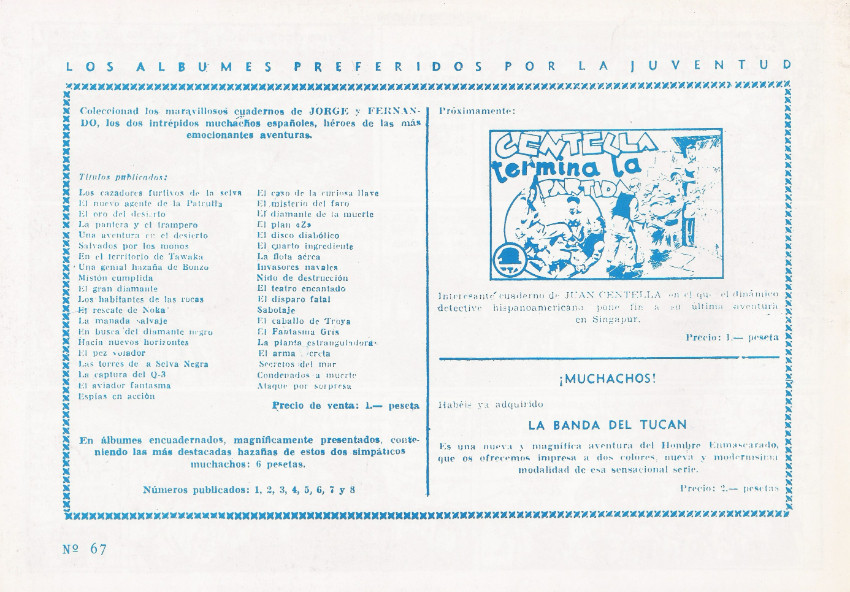 LOS ALBUMES PREFERIDOS POR LA JUVENTUD
Coleccionad los maravillosos cuadernos de JORGE y FERNAN-
DO, los dos intrépidos muchachos españoles, héroes de las más
emocionantes aventuras.
Títulos publicados:
Los cazadores furtivos de la selva
El nuevo agente de la Patrulla
El oro del desierto
La pantera y el trampero
Una aventura en el desierto
Salvados por los monos
En el territorio de Tawaka
Una genial hazaña de Bonzo
Misión cumplida
El gran diamante
Los habitantes de las rocas
El rescate de Noka
La manada salvaje
En busca del diamante negro
Hacia nuevos horizontes
El pez volador
Las torres de la Selva Negra
La captura del Q-3
El aviador fantasma
Espías en acción
El caso de la curiosa llave
El misterio del faro
El diamante de la muerte
El plan «Z»
El disco diabólico
El cuarto ingrediente
La flota aérea
Invasores navales
Nido de destrucción
El teatro encantado
El disparo fatal
Sabotaje
El caballo de Troya
El Fantasma Gris
La planta estranguladora
El arma secreta
Secretos del mar
Condenados a muerte
Ataque por sorpresa
Precio de venta: 1.— peseta
En álbumes encuadernados, magníficamente presentados, conte-
niendo las más destacadas hazañas de estos dos simpáticos
muchachos: 6 pesetas.
Números publicados: 1, 2, 3, 4, 5, 6, 7 y 8
Próximamente:
CENTELLA
termina la
PARTIDA
Interesante cuaderno de JUAN CENTELLA en el que el dinámico
detective hispanoamericano pone fin a su última aventura
en Singapur.
Precio: 1.— peseta
¡MUCHACHOS!
Habéis ya adquirido
LA BANDA DEL TUCAN
Es una nueva y magnífica aventura del Hombre Enmascarado,
que os ofrecemos impresa a dos colores, nueva y modernísima
modalidad de esa sensacional serie.
Precio: 2.— pesetas
Nº 67